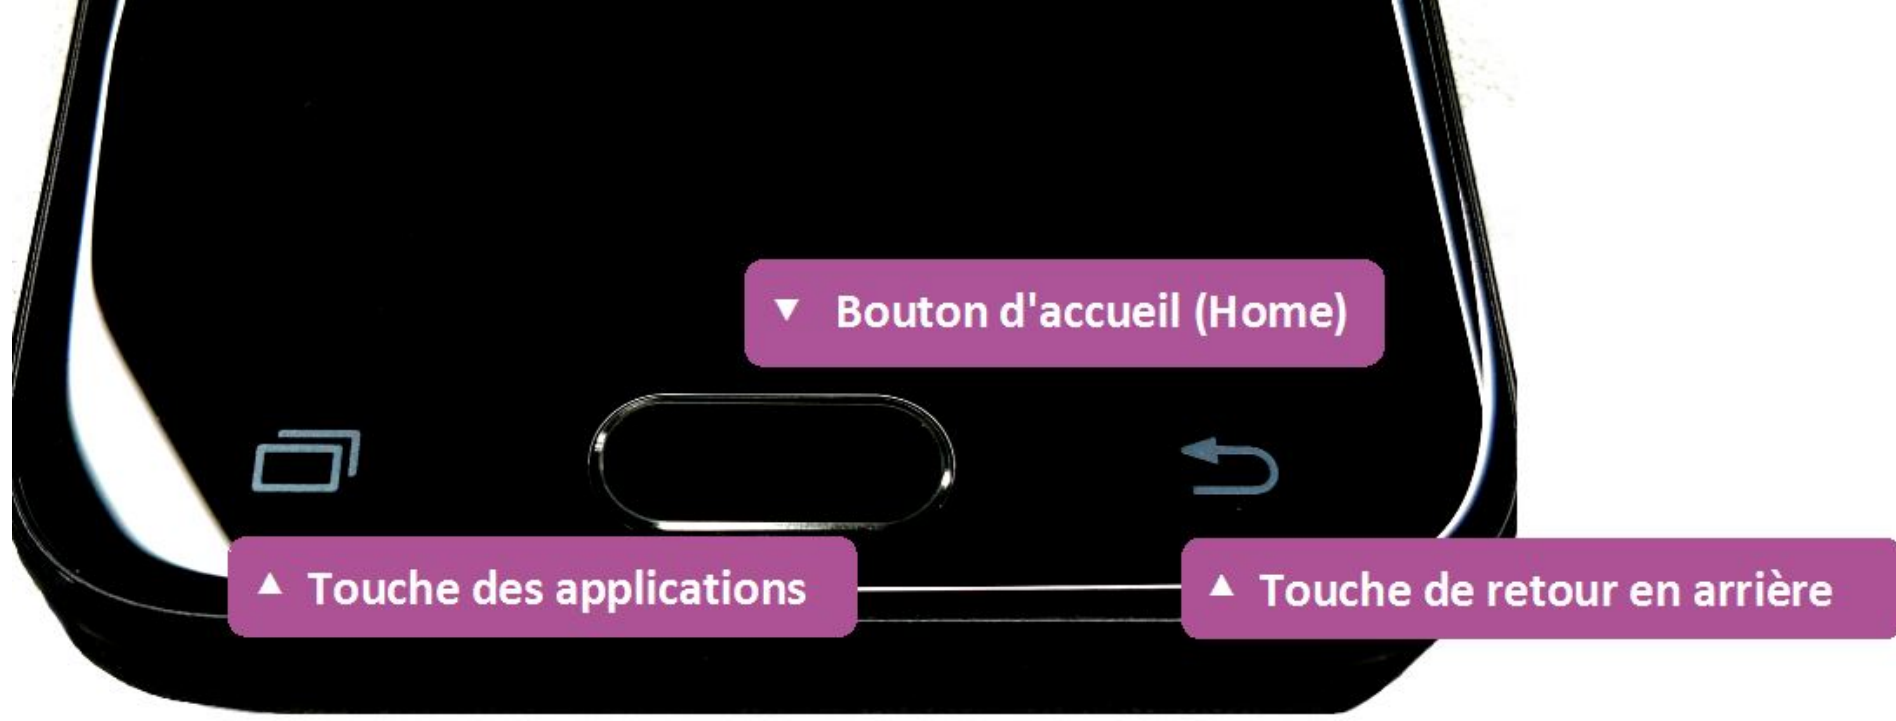 ▼ Bouton d'accueil (Home)
▲ Touche des applications
▲ Touche de retour en arrière